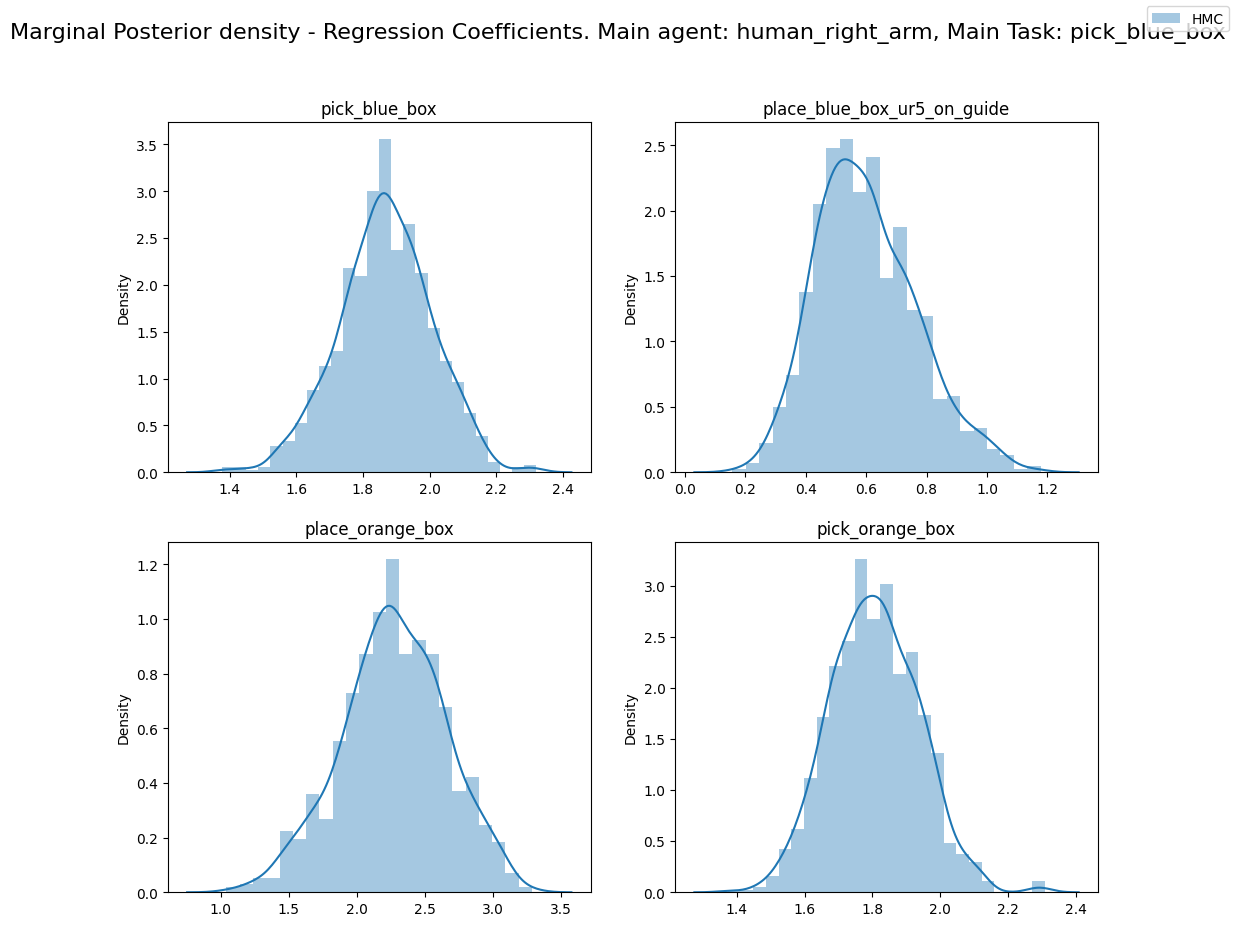 HMC
Marginal Posterior density - Regression Coefficients. Main agent: human_right_arm, Main Task: pick_blue_box
pick_blue_box
Density
3.5
3.0
2.5
2.0
1.5
1.0
0.5
0.0
1.4 1.6 1.8 2.0 2.2 2.4
place_blue_box_ur5_on_guide
Density
2.5
2.0
1.5
1.0
0.5
0.0
0.0 0.2 0.4 0.6 0.8 1.0 1.2
place_orange_box
Density
1.2
1.0
0.8
0.6
0.4
0.2
0.0
1.0 1.5 2.0 2.5 3.0 3.5
pick_orange_box
Density
3.0
2.5
2.0
1.5
1.0
0.5
0.0
1.4 1.6 1.8 2.0 2.2 2.4